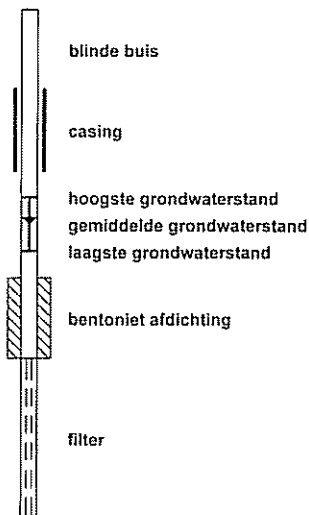 blinde buis
casing
hoogste grondwaterstand
gemiddelde grondwaterstand
laagste grondwaterstand
bentoniet afdichting
filter